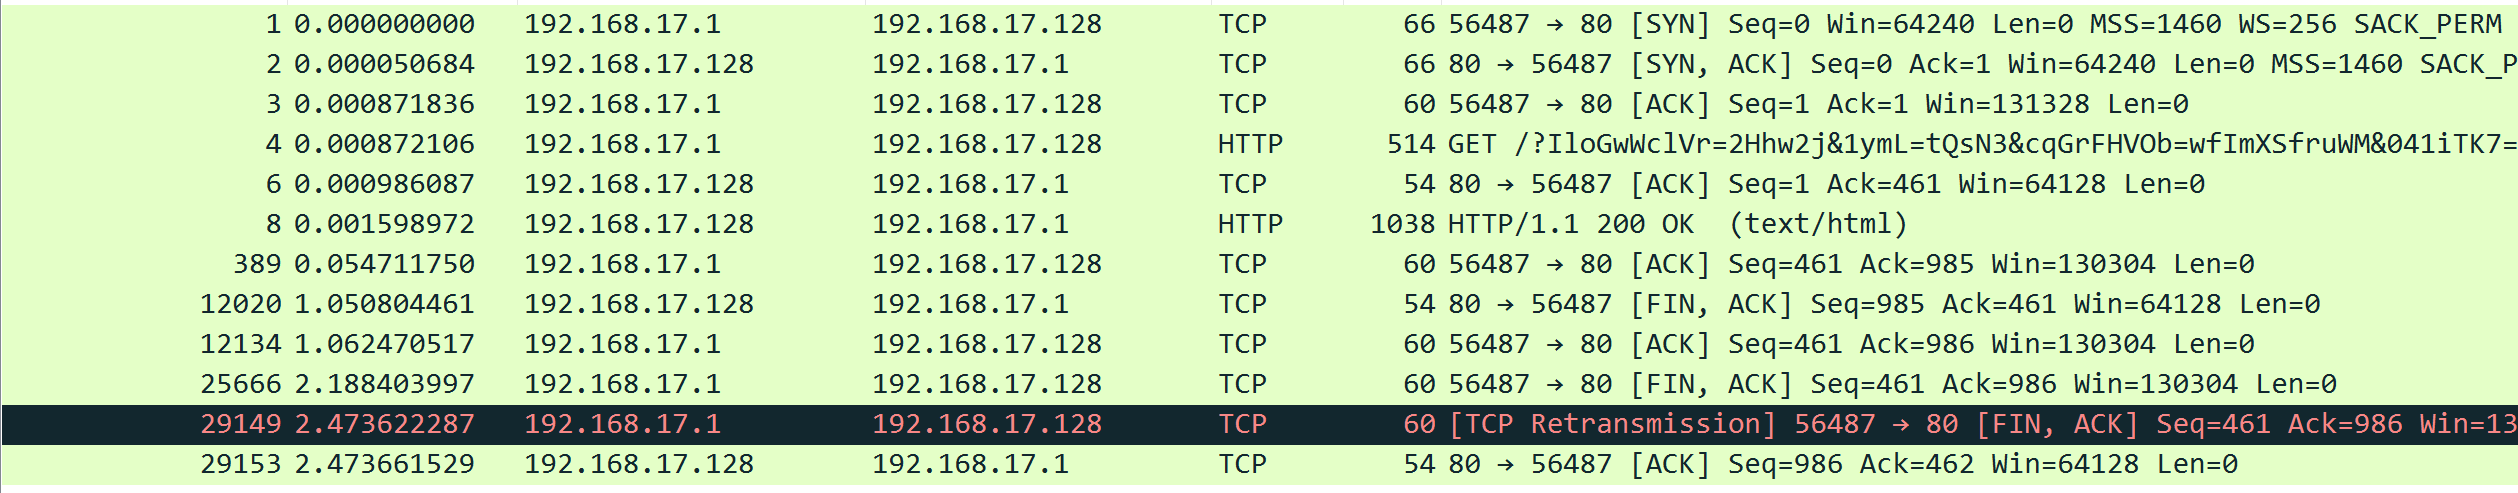 1 0.000000000 192.168.17.1 192.168.17.128 TCP 66 56487 → 80 [SYN] Seq=0 Win=64240 Len=0 MSS=1460 WS=256 SACK_PERM
2 0.000050684 192.168.17.128 192.168.17.1 TCP 66 80 → 56487 [SYN, ACK] Seq=0 Ack=1 Win=64240 Len=0 MSS=1460 SACK_P
3 0.000871836 192.168.17.1 192.168.17.128 TCP 60 56487 → 80 [ACK] Seq=1 Ack=1 Win=131328 Len=0
4 0.000872106 192.168.17.1 192.168.17.128 HTTP 514 GET /?IloGwWclVr=2Hhw2j&1ymL=tQsN3&cqGrFHVOb=wfImXSfruWM&041iTK7=
6 0.000986087 192.168.17.128 192.168.17.1 TCP 54 80 → 56487 [ACK] Seq=1 Ack=461 Win=64128 Len=0
8 0.001598972 192.168.17.128 192.168.17.1 HTTP 1038 HTTP/1.1 200 OK (text/html)
389 0.054711750 192.168.17.1 192.168.17.128 TCP 60 56487 → 80 [ACK] Seq=461 Ack=985 Win=130304 Len=0
12020 1.050804461 192.168.17.128 192.168.17.1 TCP 54 80 → 56487 [FIN, ACK] Seq=985 Ack=461 Win=64128 Len=0
12134 1.062470517 192.168.17.1 192.168.17.128 TCP 60 56487 → 80 [ACK] Seq=461 Ack=986 Win=130304 Len=0
25666 2.188403997 192.168.17.1 192.168.17.128 TCP 60 56487 → 80 [FIN, ACK] Seq=461 Ack=986 Win=130304 Len=0
29149 2.473622287 192.168.17.1 192.168.17.128 TCP 60 [TCP Retransmission] 56487 → 80 [FIN, ACK] Seq=461 Ack=986 Win=13
29153 2.473661529 192.168.17.128 192.168.17.1 TCP 54 80 → 56487 [ACK] Seq=986 Ack=462 Win=64128 Len=0